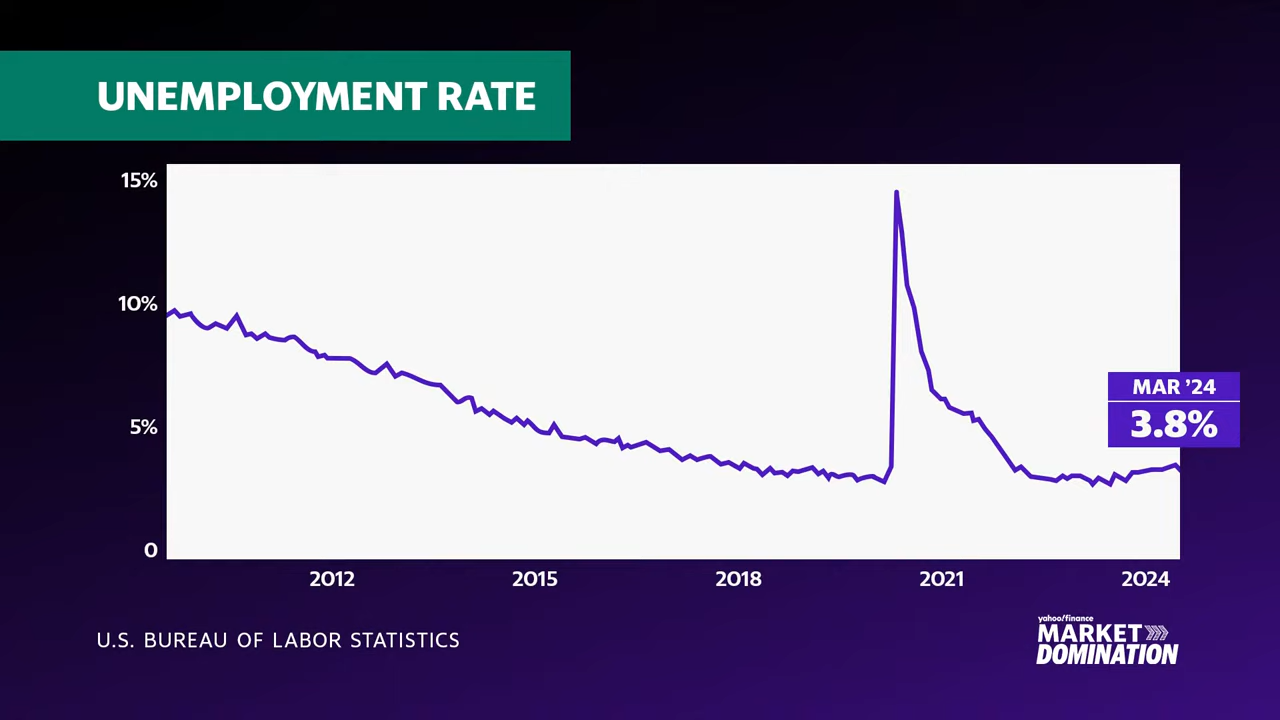 UNEMPLOYMENT RATE
15%
10%
5%
0
MAR ’24
3.8%
2012 2015 2018 2021 2024
U.S. BUREAU OF LABOR STATISTICS
yahoo/finance
MARKET
DOMINATION